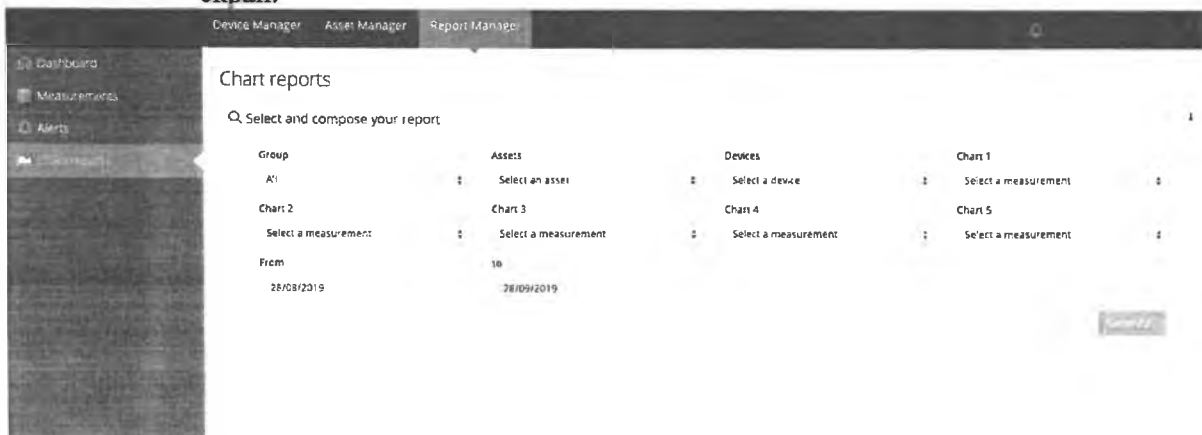 Device Manager Asset Manager Report Manager
Dashboard
Measurements
Alerts
Chart reports
Select and compose your report
Group Assets Devices Chart 1
All Select an asset Select a device Select a measurement
Chart 2 Chart 3 Chart 4 Chart 5
Select a measurement Select a measurement Select a measurement Select a measurement
From to
28/08/2019 28/09/2019